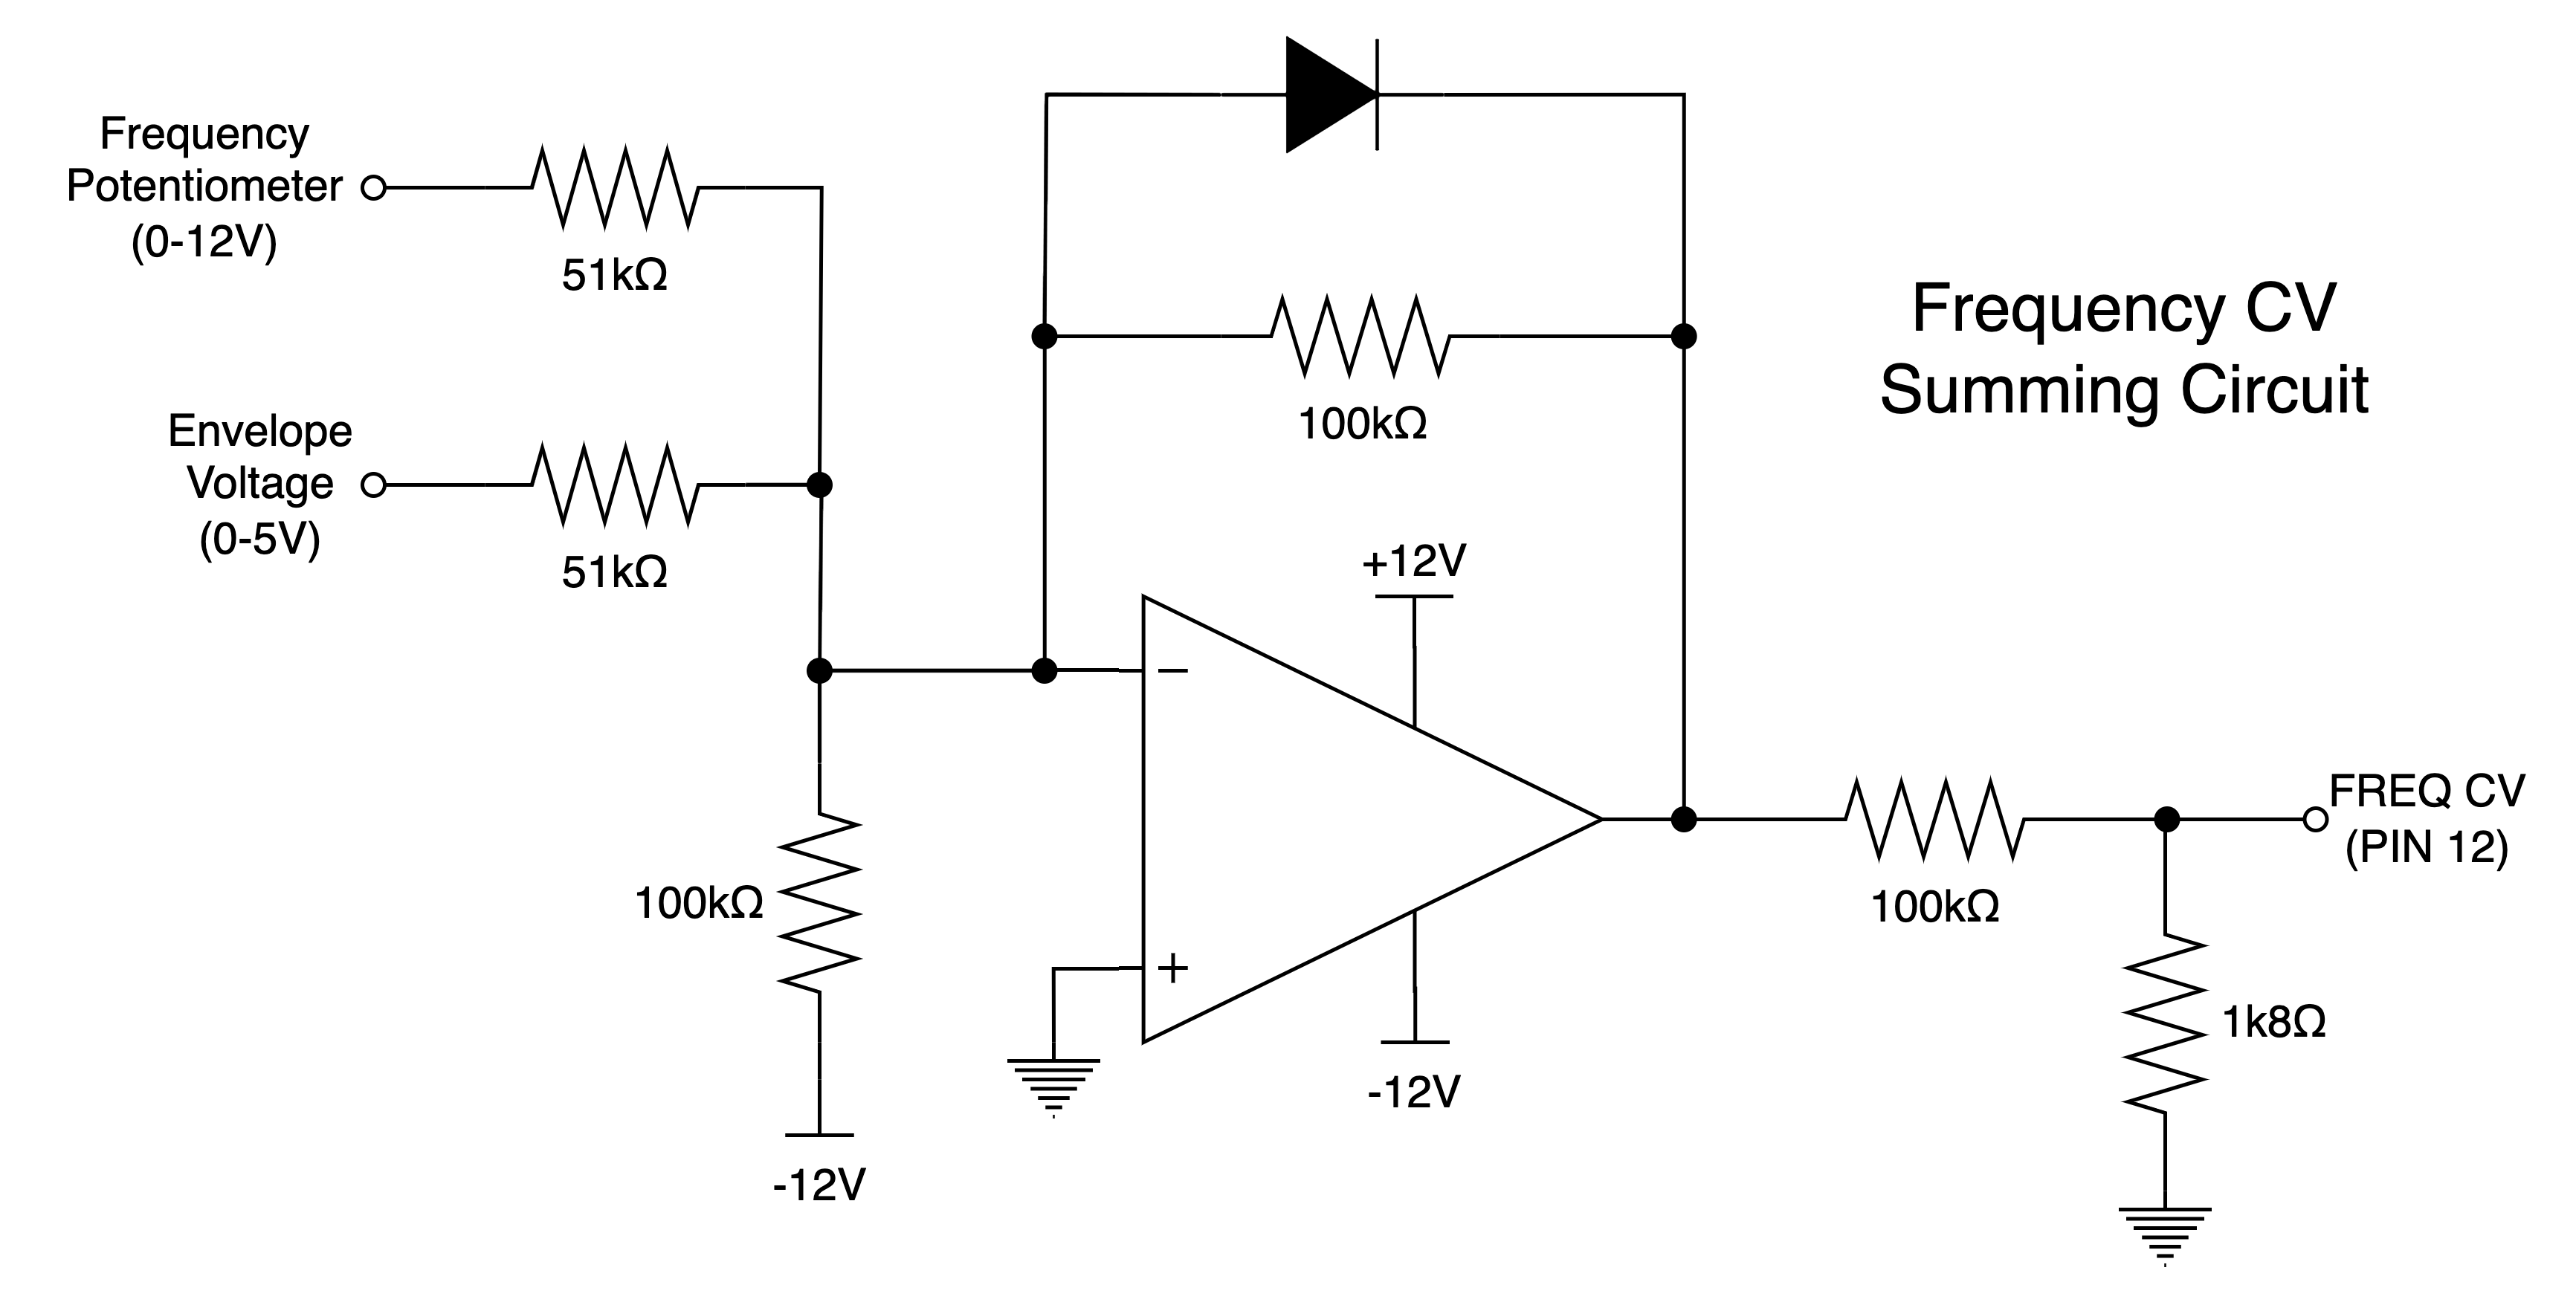 Frequency
Potentiometer
(0-12V)
51kΩ
Envelope
Voltage
(0-5V)
51kΩ
100kΩ
-12V
100kΩ
+12V
−
+
-12V
Frequency CV
Summing Circuit
100kΩ
FREQ CV
(PIN 12)
1k8Ω